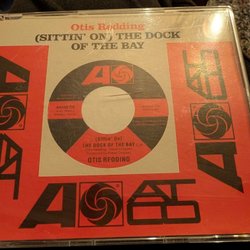 Otis Redding
(SITTIN' ON) THE DOCK
OF THE BAY
(SITTIN' ON)
THE DOCK OF THE BAY
OTIS REDDING